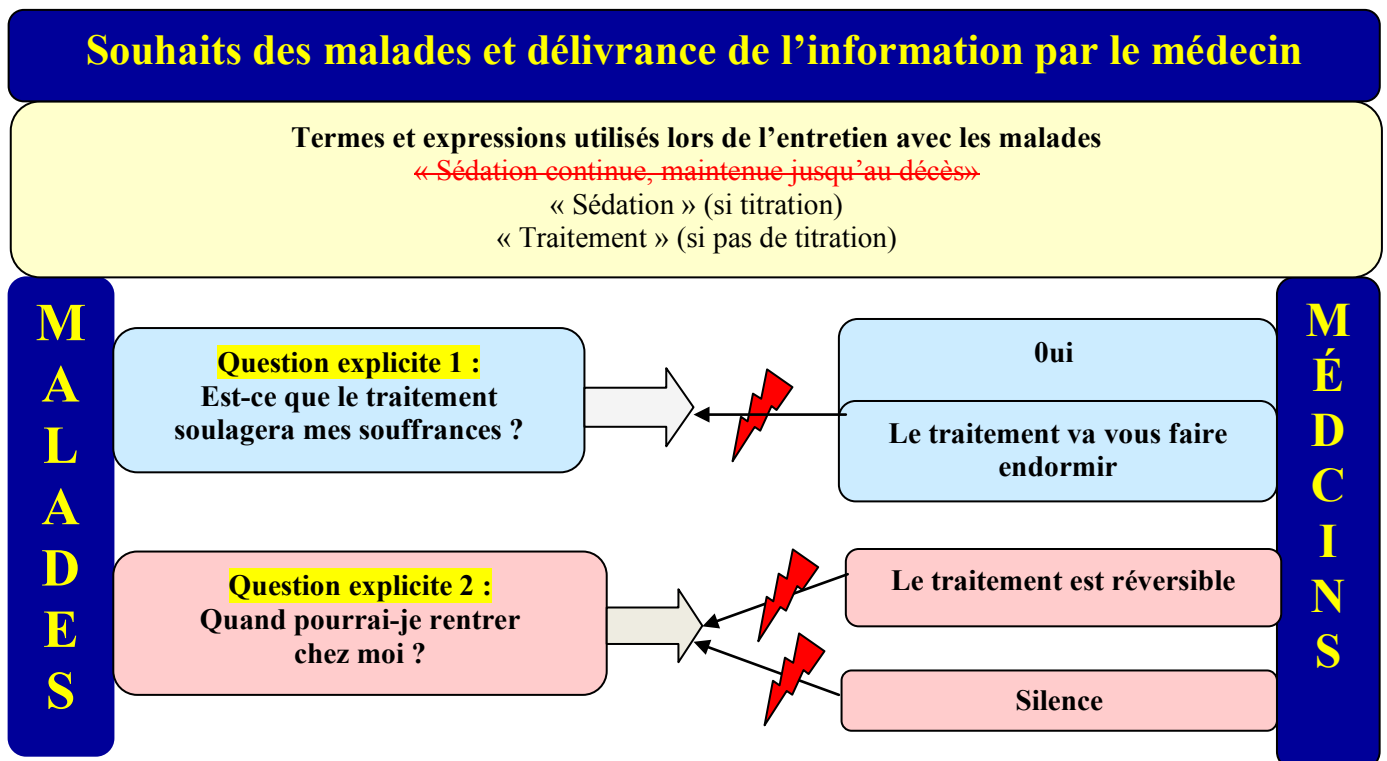 Souhaits des malades et délivrance de l’information par le médecin
Termes et expressions utilisés lors de l’entretien avec les malades
« Sédation continue, maintenue jusqu’au décès»
« Sédation » (si titration)
« Traitement » (si pas de titration)
MALADES
Question explicite 1 :
Est-ce que le traitement
soulagera mes souffrances ?
0ui
Le traitement va vous faire
endormir
Question explicite 2 :
Quand pourrai-je rentrer
chez moi ?
Le traitement est réversible
Silence
MÉDCINS